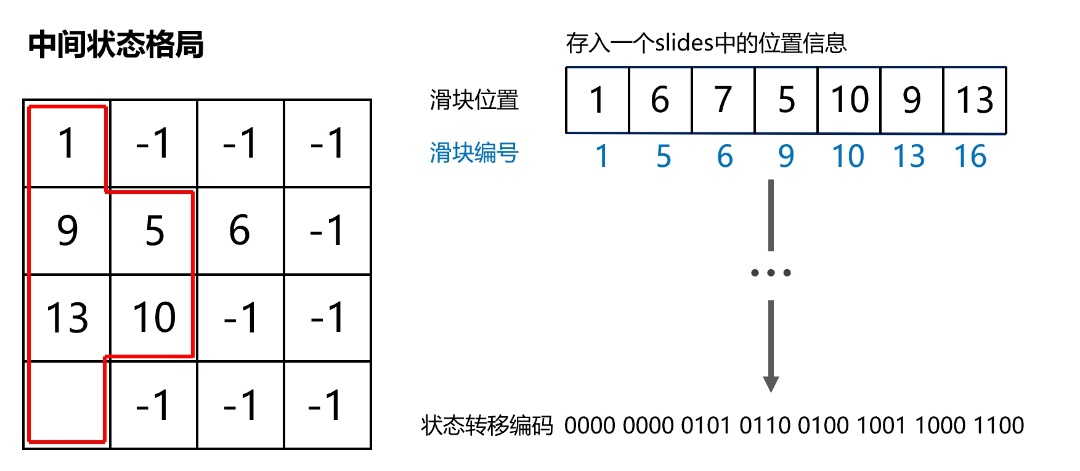 中间状态格局
1 -1 -1 -1
9 5 6 -1
13 10 -1 -1
-1 -1 -1
存入一个slides中的位置信息
滑块位置 1 6 7 5 10 9 13
滑块编号 1 5 6 9 10 13 16
...
状态转移编码 0000 0000 0101 0110 0100 1001 1000 1100